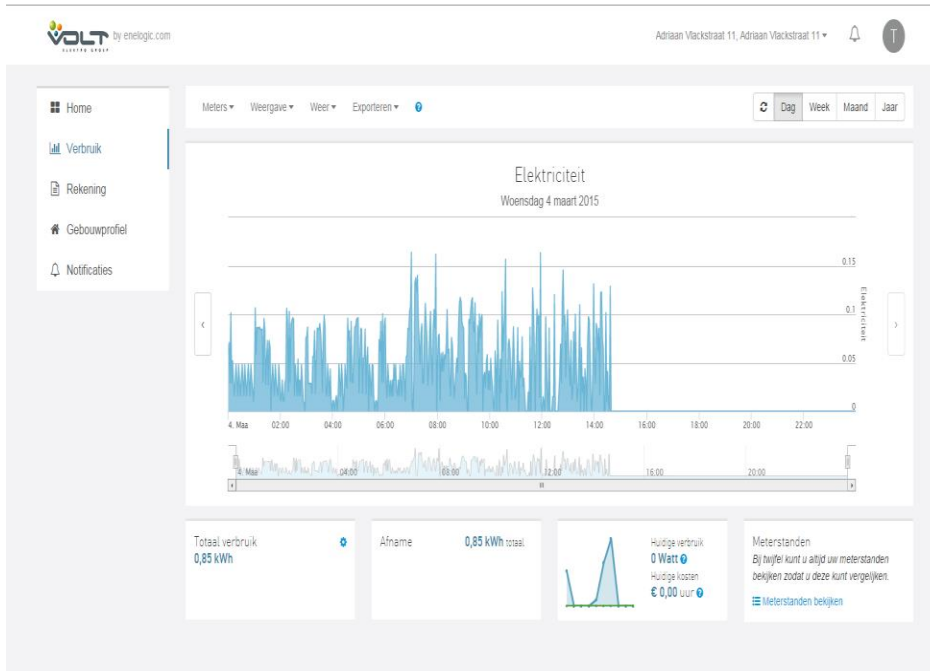 VOLT by enelogic.com
ELEKTRO GROEP
Adriaan Vlackstraat 11, Adriaan Vlackstraat 11
T
Home
Verbruik
Rekening
Gebouwprofiel
Notificaties
Meters Weergave Weer Exporteren ?
Dag Week Maand Jaar
Elektriciteit
Woensdag 4 maart 2015
0.15
0.1
0.05
0
Elektriciteit
4. Maa 02:00 04:00 06:00 08:00 10:00 12:00 14:00 16:00 18:00 20:00 22:00
4. Maa 04:00 08:00 12:00 16:00 20:00
Totaal verbruik
0,85 kWh
Afname 0,85 kWh totaal
Huidige verbruik
0 Watt ?
Huidige kosten
€ 0,00 uur ?
Meterstanden
Bij twijfel kunt u altijd uw meterstanden
bekijken zodat u deze kunt vergelijken.
Meterstanden bekijken